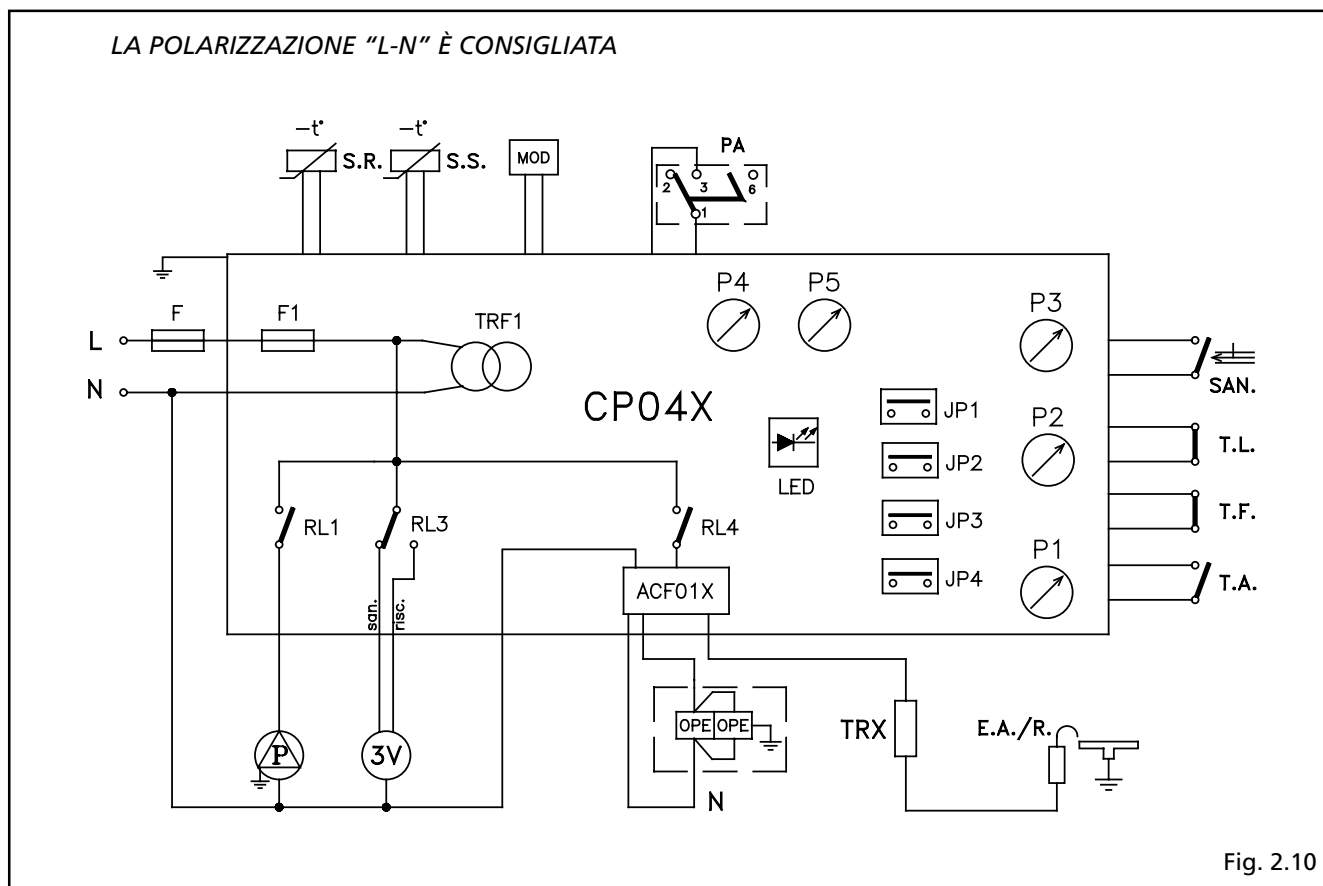 LA POLARIZZAZIONE “L-N” È CONSIGLIATA
–t° –t°
S.R. S.S. MOD PA
2 3 6
1
P4 P5 P3
F F1 TRF1
L
N
SAN.
CP04X
JP1
P2
JP2
T.L.
LED
RL1 RL3 RL4
JP3
T.F.
P1
ACF01X
JP4
T.A.
san. risc.
OPE OPE
TRX E.A./R.
P 3V
N
Fig. 2.10